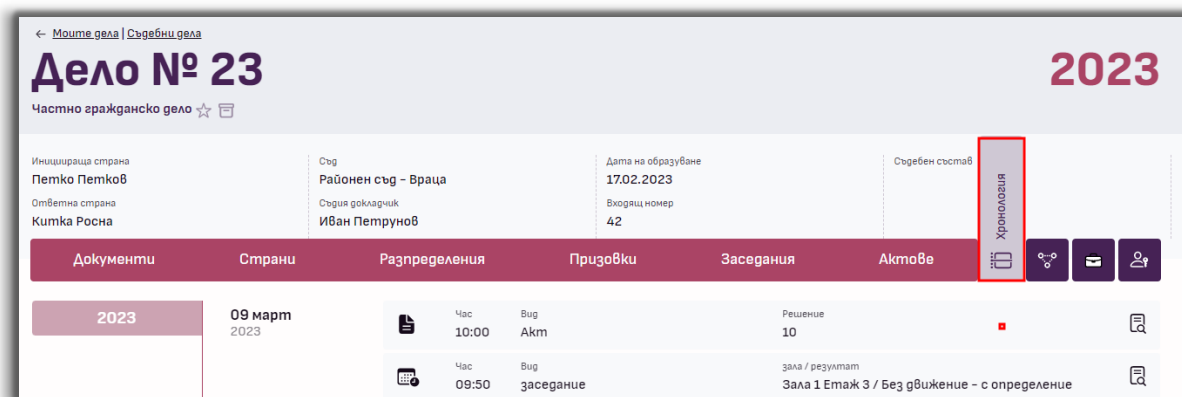 ← Моите дела | Съдебни дела
Дело № 23
2023
Частно гражданско дело
Инициираща страна
Петко Петков
Ответна страна
Китка Росна
Съд
Районен съд - Враца
Съдия докладчик
Иван Петрунов
Дата на образуване
17.02.2023
Входящ номер
42
Съдебен състав
Хронология
Документи Страни Разпределения Призовки Заседания Актове
2023
09 март
2023
Час Вид Решение
10:00 Акт 10
Час Вид зала / резултат
09:50 заседание Зала 1 Етаж 3 / Без движение - с определение